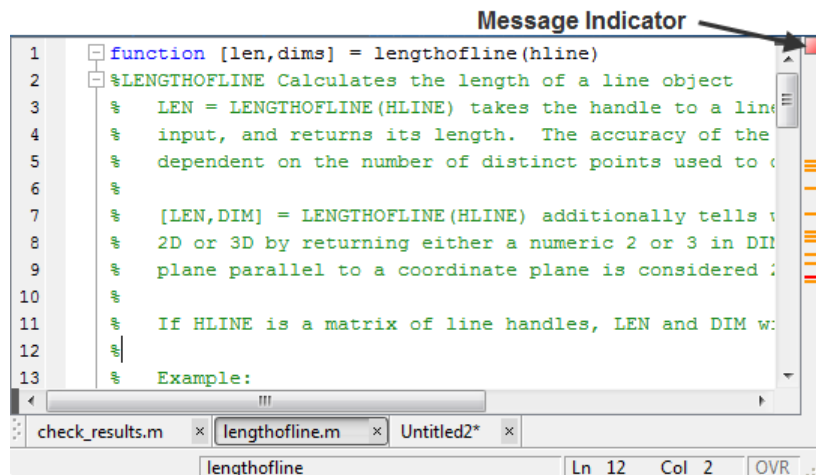 Message Indicator
1 function [len,dims] = lengthofline(hline)
2 %LENGTHOFLINE Calculates the length of a line object
3 % LEN = LENGTHOFLINE(HLINE) takes the handle to a line
4 % input, and returns its length. The accuracy of the
5 % dependent on the number of distinct points used to
6 %
7 % [LEN,DIM] = LENGTHOFLINE(HLINE) additionally tells
8 % 2D or 3D by returning either a numeric 2 or 3 in
9 % plane parallel to a coordinate plane is considered
10 %
11 % If HLINE is a matrix of line handles, LEN and DIM
12 %
13 % Example:
check_results.m × lengthofline.m × Untitled2* ×
lengthofline Ln 12 Col 2 OVR